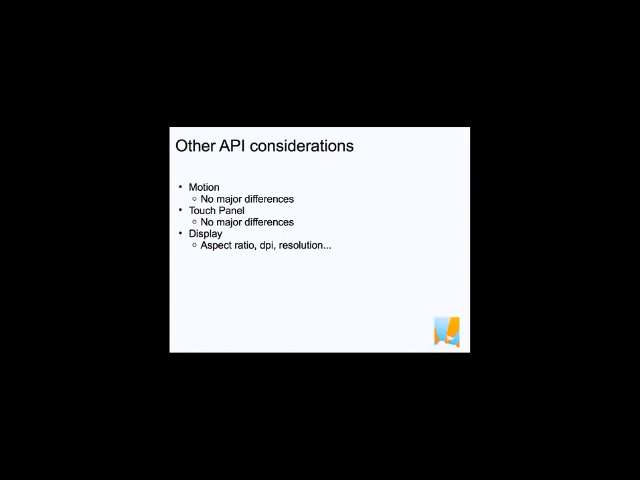 Other API considerations
• Motion
○ No major differences
• Touch Panel
○ No major differences
• Display
○ Aspect ratio, dpi, resolution...